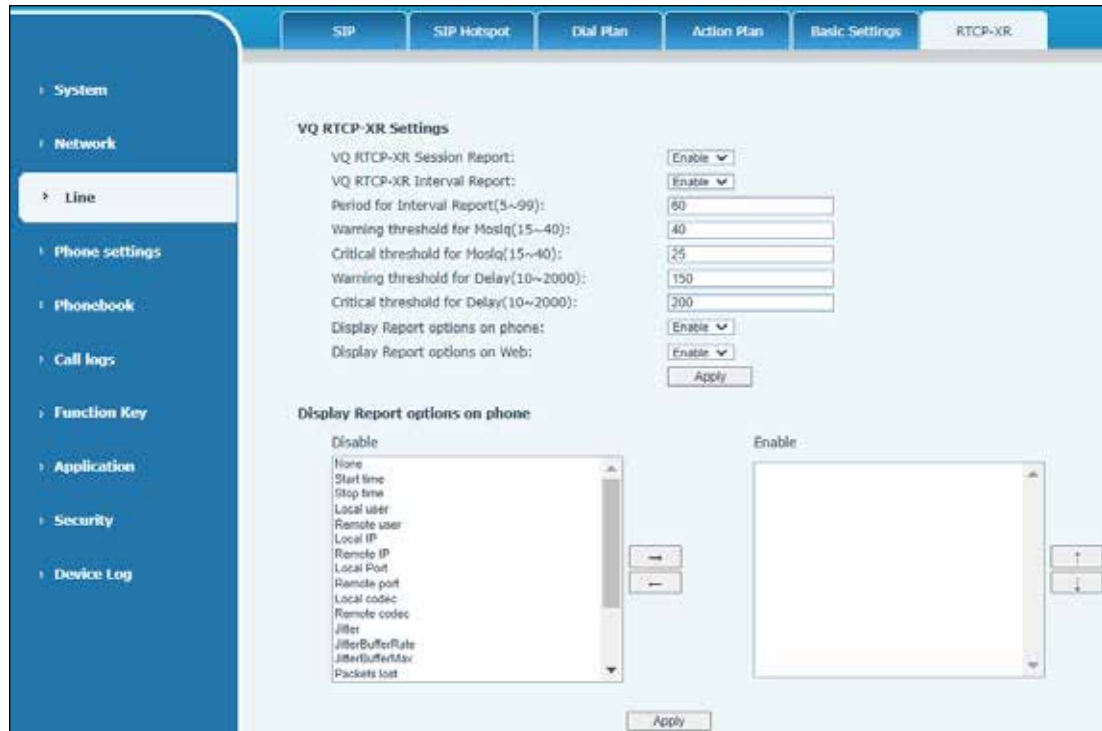 SIP
SIP Hotspot
Dial Plan
Action Plan
Basic Settings
RTCP-XR
System
Network
Line
Phone settings
Phonebook
Call logs
Function Key
Application
Security
Device Log
VQ RTCP-XR Settings
VQ RTCP-XR Session Report: Enable
VQ RTCP-XR Interval Report: Enable
Period for Interval Report(5~99): 60
Warning threshold for Moslq(15~40): 40
Critical threshold for Moslq(15~40): 25
Warning threshold for Delay(10~2000): 150
Critical threshold for Delay(10~2000): 200
Display Report options on phone: Enable
Display Report options on Web: Enable
Apply
Display Report options on phone
Disable
None
Start time
Stop time
Local user
Remote user
Local IP
Remote IP
Local Port
Remote port
Local codec
Remote codec
Jitter
JitterBufferRate
JitterBufferMax
Packets lost
→
←
Enable
↑
↓
Apply